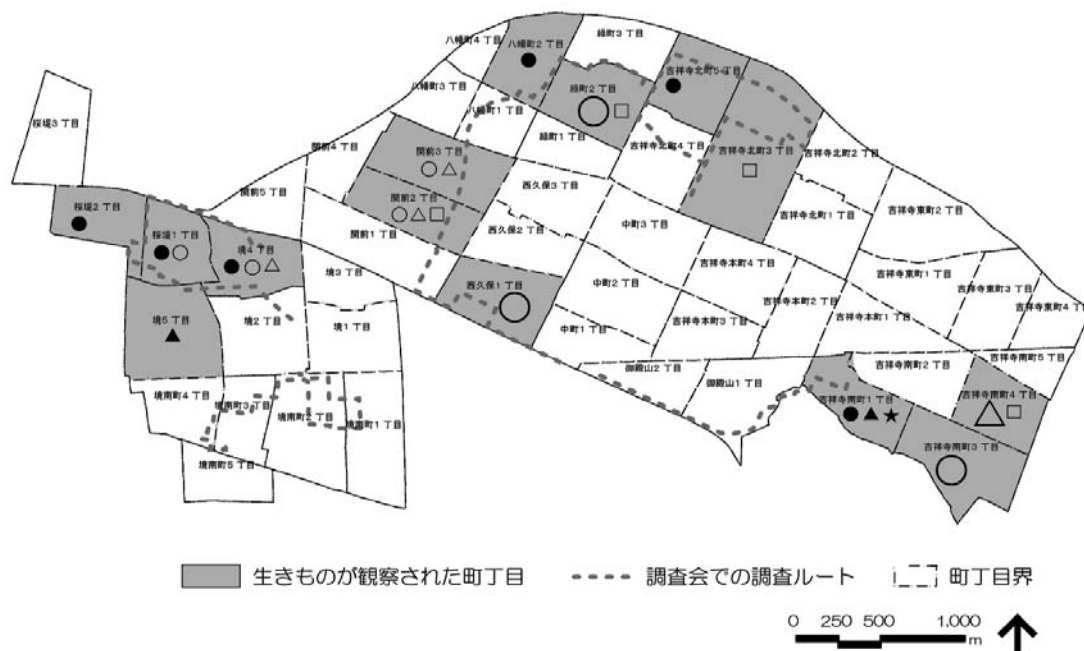 八幡町4 丁目
八幡町2 丁目
緑町3 丁目
吉祥寺北町5 丁目
桜堤3 丁目
八幡町3 丁目
緑町2 丁目
八幡町1 丁目
緑町1 丁目
関前4 丁目
関前3 丁目
吉祥寺北町4 丁目
吉祥寺北町3 丁目
吉祥寺北町2 丁目
関前5 丁目
西久保3 丁目
桜堤2 丁目
関前2 丁目
吉祥寺北町1 丁目
吉祥寺東町2 丁目
桜堤1 丁目
境4 丁目
関前1 丁目
西久保2 丁目
中町3 丁目
境3 丁目
吉祥寺本町4 丁目
吉祥寺東町1 丁目
中町2 丁目
吉祥寺東町3 丁目
西久保1 丁目
吉祥寺本町2 丁目
吉祥寺東町4 丁目
境5 丁目
境2 丁目
境1 丁目
中町1 丁目
吉祥寺本町3 丁目
吉祥寺本町1 丁目
吉祥寺南町5 丁目
御殿山2 丁目
吉祥寺南町2 丁目
御殿山1 丁目
境南町4 丁目
境南町3 丁目
吉祥寺南町1 丁目
吉祥寺南町4 丁目
境南町2 丁目
境南町1 丁目
吉祥寺南町3 丁目
境南町5 丁目
生きものが観察された町丁目
調査会での調査ルート
町丁目界
0 250 500 1,000
m